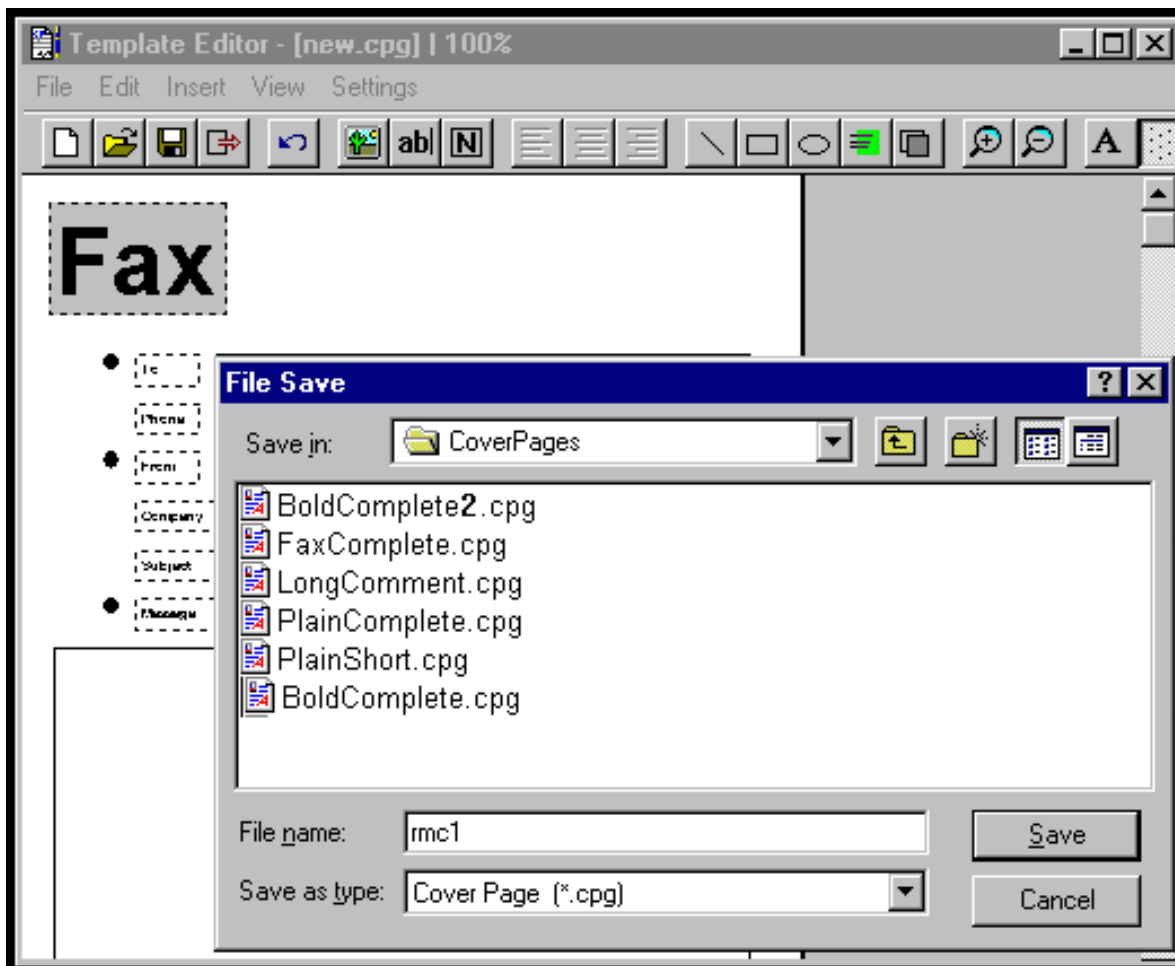 Template Editor - [new.cpg] | 100%
File Edit Insert View Settings
ab N A
Fax
To
Phone
From
Company
Subject
Message
File Save
?
Save in: CoverPages
BoldComplete2.cpg
FaxComplete.cpg
LongComment.cpg
PlainComplete.cpg
PlainShort.cpg
BoldComplete.cpg
File name: rmc1 Save
Save as type: Cover Page (*.cpg) Cancel